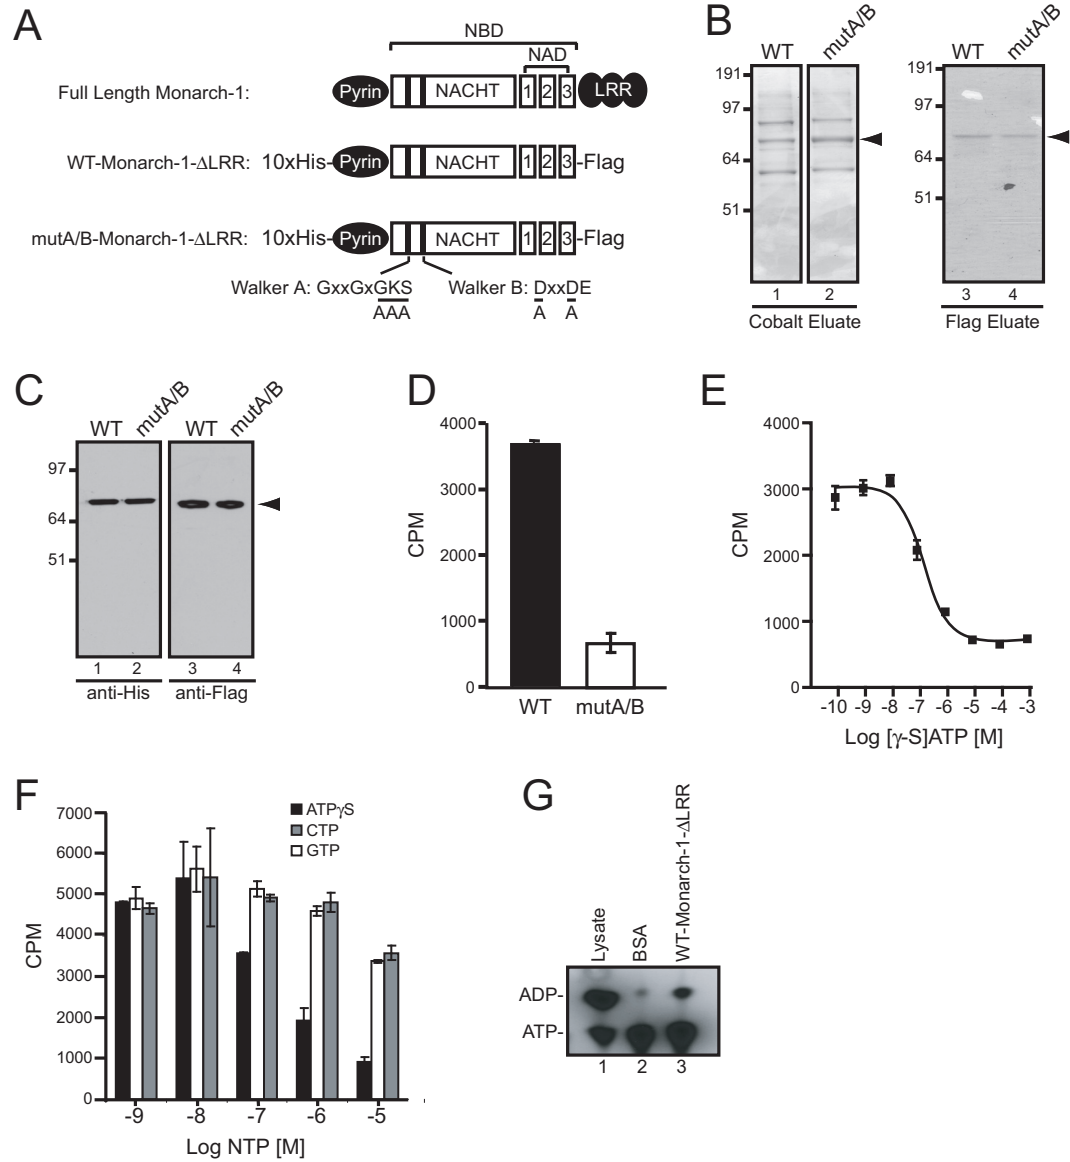 A
NBD
NAD
Full Length Monarch-1: Pyrin NACHT 1 2 3 LRR
WT-Monarch-1-ΔLRR: 10xHis-Pyrin NACHT 1 2 3 -Flag
mutA/B-Monarch-1-ΔLRR: 10xHis-Pyrin NACHT 1 2 3 -Flag
Walker A: GxxGxGKS Walker B: DxxDE
AAA A A
B
WT mutA/B
191
97
64
51
1 2
Cobalt Eluate
WT mutA/B
191
97
64
51
3 4
Flag Eluate
C
WT mutA/B WT mutA/B
97
64
51
1 2 3 4
anti-His anti-Flag
D
4000
3000
2000
1000
0
CPM
WT mutA/B
E
4000
3000
2000
1000
0
CPM
-10 -9 -8 -7 -6 -5 -4 -3
Log [γ-S]ATP [M]
F
7000
6000
5000
4000
3000
2000
1000
0
CPM
ATPγS
CTP
GTP
-9 -8 -7 -6 -5
Log NTP [M]
G
Lysate
BSA
WT-Monarch-1-ΔLRR
ADP-
ATP-
1 2 3